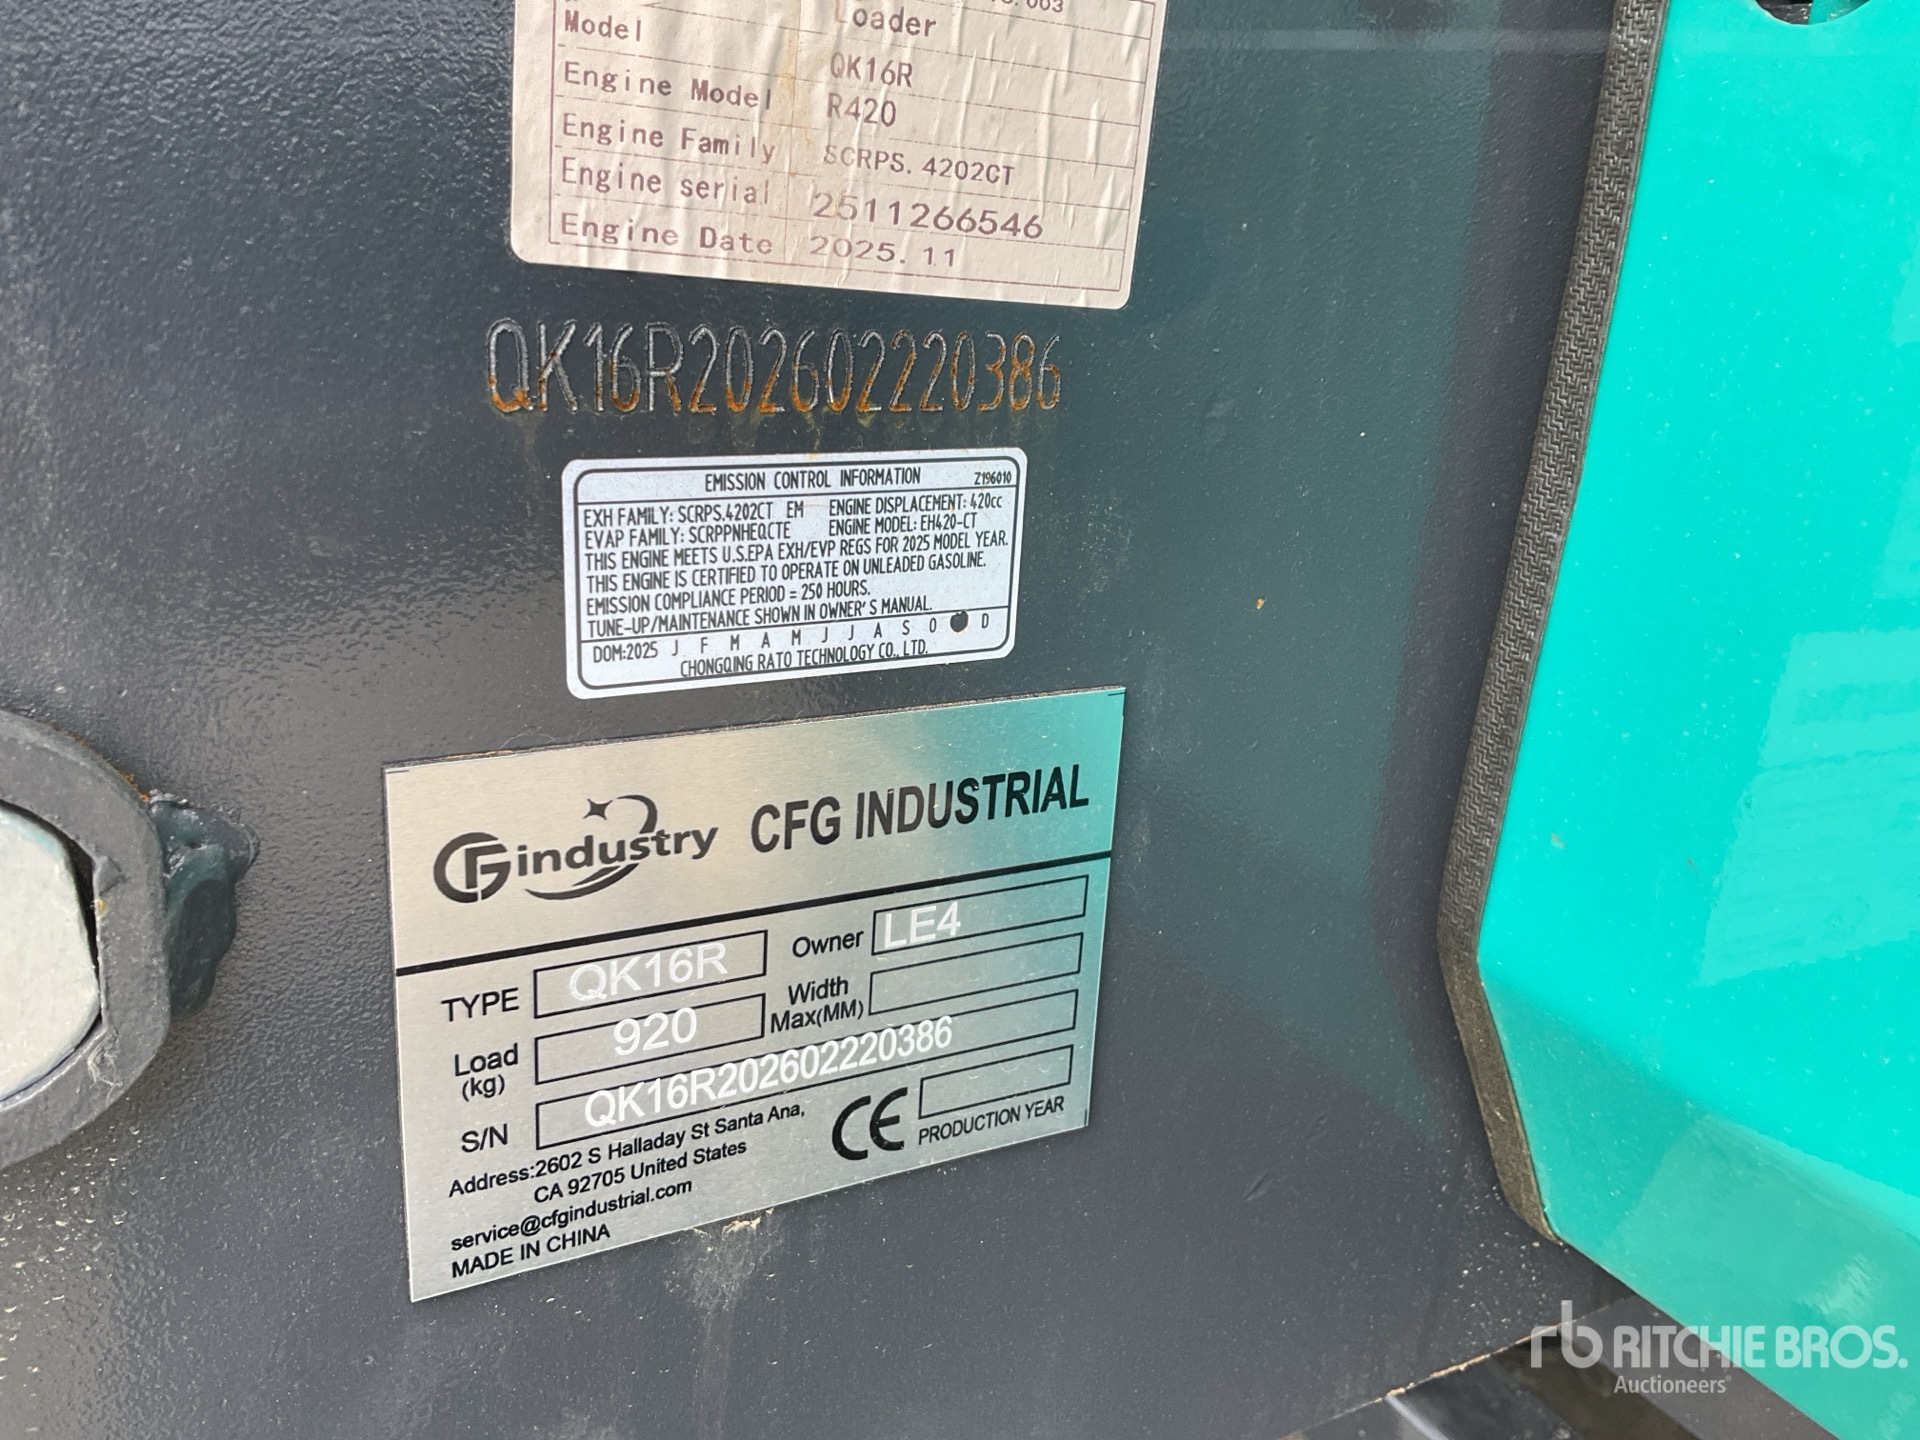 Loader
Model QK16R
Engine Model R420
Engine Family SCRPS. 4202CT
Engine serial 2511266546
Engine Date 2025. 11
QK16R202602220386
EMISSION CONTROL INFORMATION Z196010
EXH FAMILY: SCRPS.4202CT EM ENGINE DISPLACEMENT: 420cc
EVAP FAMILY: SCRPPNHEQCTE ENGINE MODEL: EH420-CT
THIS ENGINE MEETS U.S.EPA EXH/EVP REGS FOR 2025 MODEL YEAR.
THIS ENGINE IS CERTIFIED TO OPERATE ON UNLEADED GASOLINE.
EMISSION COMPLIANCE PERIOD = 250 HOURS.
TUNE-UP/MAINTENANCE SHOWN IN OWNER'S MANUAL.
DOM:2025 J F M A M J J A S O D
CHONGQING RATO TECHNOLOGY CO., LTD.
CFG industry CFG INDUSTRIAL
TYPE QK16R Owner LE4
Load (kg) 920 Width Max(MM)
S/N QK16R202602220386
Address:2602 S Halladay St Santa Ana,
CA 92705 United States
service@cfgindustrial.com
MADE IN CHINA
CE PRODUCTION YEAR
rb RITCHIE BROS.
Auctioneers